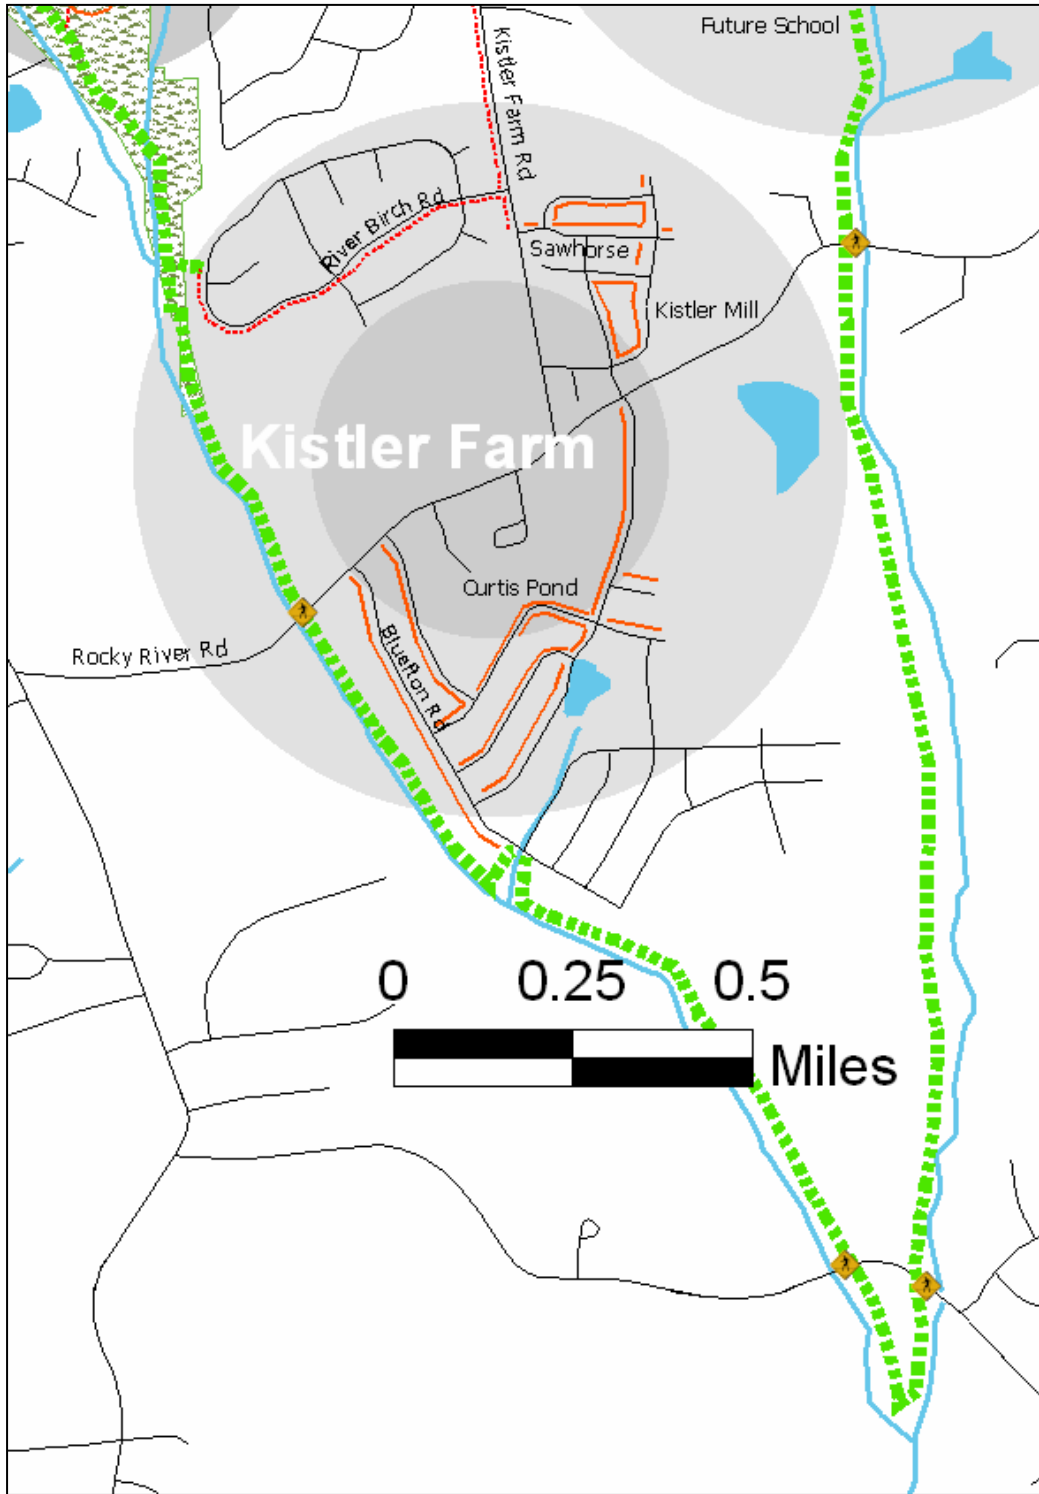 Future School
Kistler Farm Rd
River Birch Rd
Sawhorse
Kistler Mill
Kistler Farm
Curtis Pond
Bluefton Rd
Rocky River Rd
0 0.25 0.5
Miles